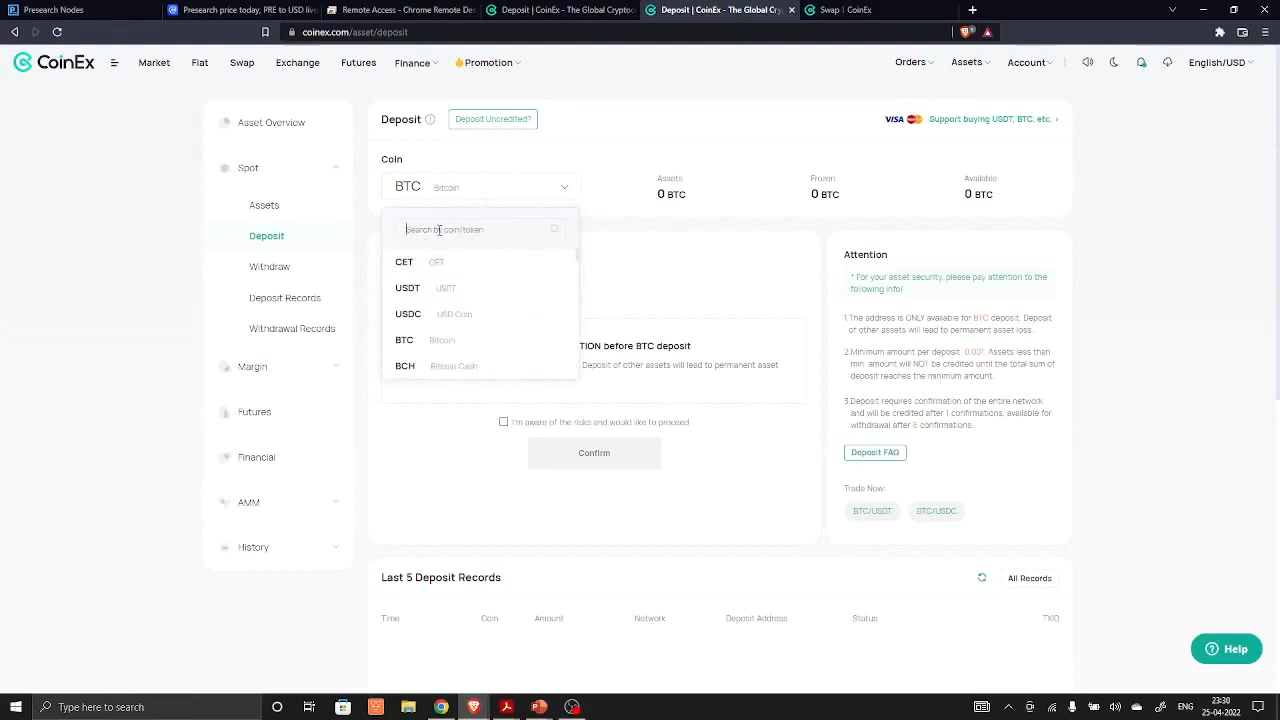 Presearch Nodes
Presearch price today, PRE to USD live
Remote Access - Chrome Remote Des
Deposit | CoinEx - The Global Crypto
Deposit | CoinEx - The Global Cry
Swap | CoinEx
coinex.com/asset/deposit
CoinEx
Market
Fiat
Swap
Exchange
Futures
Finance
Promotion
Orders
Assets
Account
English/USD
Asset Overview
Spot
Assets
Deposit
Withdraw
Deposit Records
Withdrawal Records
Margin
Futures
Financial
AMM
History
Deposit
Deposit Uncredited?
VISA
Support buying USDT, BTC, etc. ›
Coin
BTC Bitcoin
Assets
0 BTC
Frozen
0 BTC
Available
0 BTC
Search by coin/token
CET CET
USDT USDT
USDC USD Coin
BTC Bitcoin
BCH Bitcoin Cash
TION before BTC deposit
Deposit of other assets will lead to permanent asset
I'm aware of the risks and would like to proceed
Confirm
Attention
* For your asset security, please pay attention to the
following info!
1.The address is ONLY available for BTC deposit. Deposit
of other assets will lead to permanent asset loss.
2.Minimum amount per deposit: 0.001. Assets less than
min. amount will NOT be credited until the total sum of
deposit reaches the minimum amount.
3.Deposit requires confirmation of the entire network
and will be credited after 1 confirmations, available for
withdrawal after 6 confirmations.
Deposit FAQ
Trade Now:
BTC/USDT
BTC/USDC
Last 5 Deposit Records
All Records
Time
Coin
Amount
Network
Deposit Address
Status
TXID
Help
Type here to search
ENG
23:30
25-04-2022